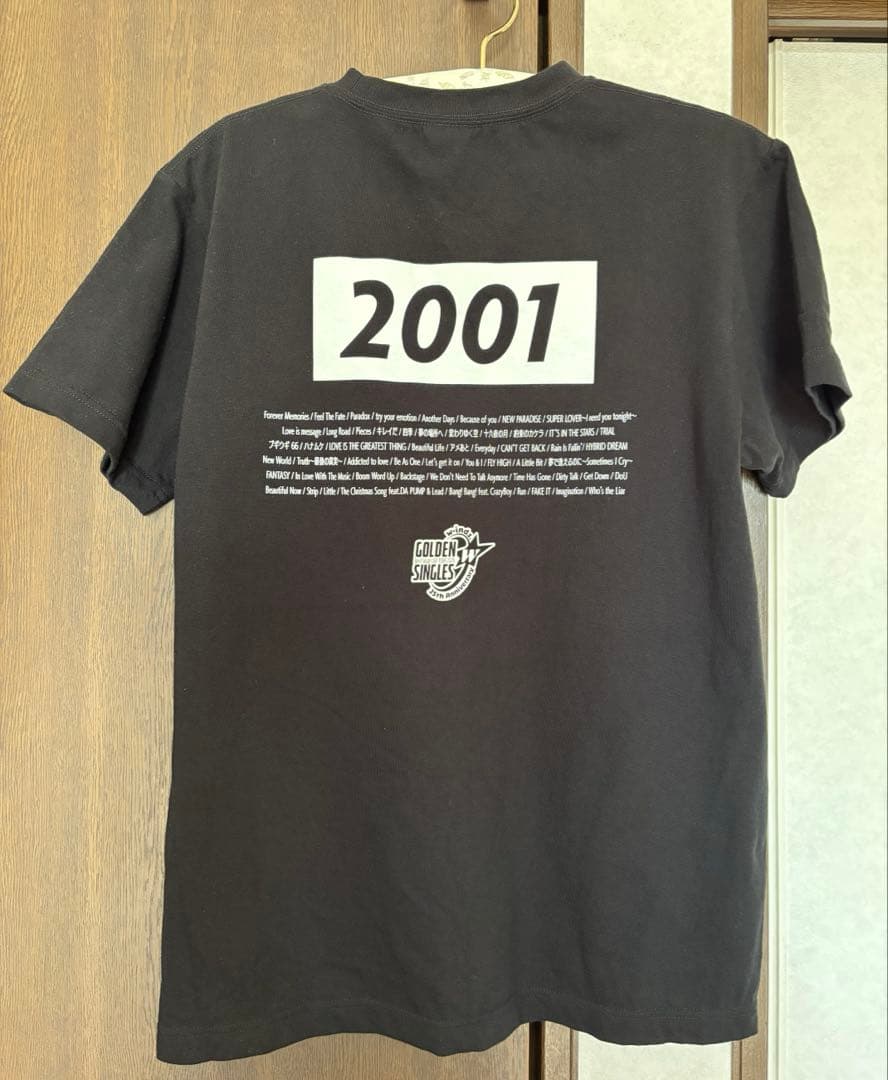 2001
Forever Memories / Feel The Fate / Paradox / try your emotion / Another Days / Because of you / NEW PARADISE / SUPER LOVER～I need you tonight～
Love is message / Long Road / Pieces / キレイだ / 四季 / 夢の場所へ / 変わりゆく空 / 十六夜の月 / 約束のカケラ / IT'S IN THE STARS / TRIAL
ブギウギ 66 / ハナムケ / LOVE IS THE GREATEST THING / Beautiful Life / アメあと / Everyday / CAN'T GET BACK / Rain Is Fallin' / HYBRID DREAM
New World / Truth～最後の真実～ / Addicted to love / Be As One / Let's get it on / You & I / FLY HIGH / A Little Bit / 夢で逢えるのに～Sometimes I Cry～
FANTASY / In Love With The Music / Boom Word Up / Backstage / We Don't Need To Talk Anymore / Time Has Gone / Dirty Talk / Get Down / DoU
Beautiful Now / Strip / Little / The Christmas Song feat.DA PUMP & Lead / Bang! Bang! feat. CrazyBoy / Fun / FAKE IT / Imagination / Who's the Liar
w-inds.
GOLDEN
W
SINGLES
25th Anniversary